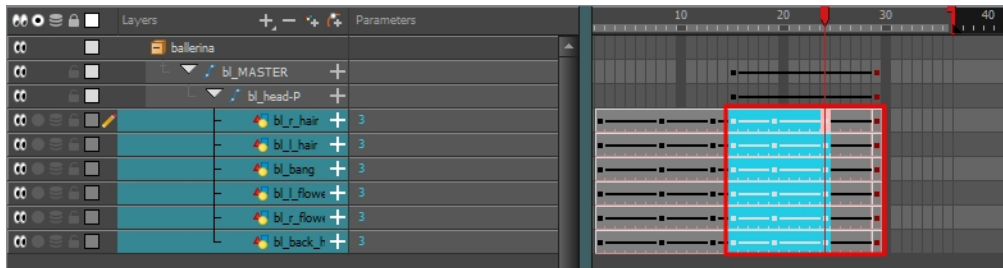 Layers Parameters 10 20 30 40
ballerina
bl_MASTER
bl_head-P
bl_r_hair 3
bl_l_hair 3
bl_bang 3
bl_l_flowe 3
bl_r_flowe 3
bl_back_h 3